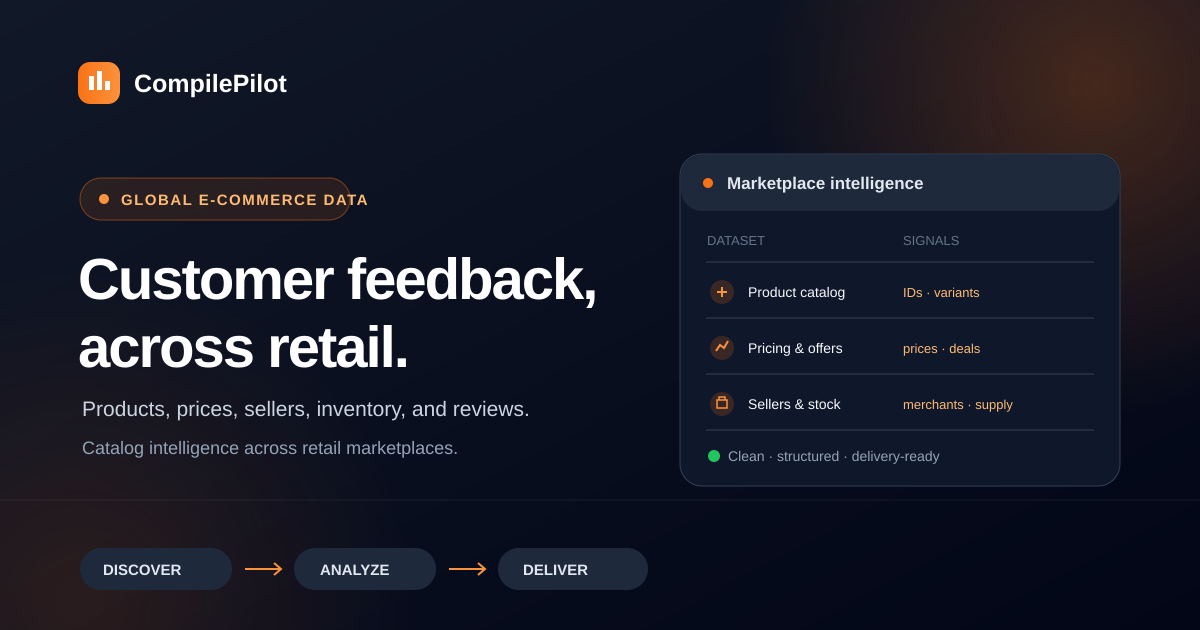 CompilePilot
GLOBAL E-COMMERCE DATA
Customer feedback,
across retail.
Products, prices, sellers, inventory, and reviews.
Catalog intelligence across retail marketplaces.
Marketplace intelligence
DATASET SIGNALS
Product catalog IDs · variants
Pricing & offers prices · deals
Sellers & stock merchants · supply
Clean · structured · delivery-ready
DISCOVER ANALYZE DELIVER